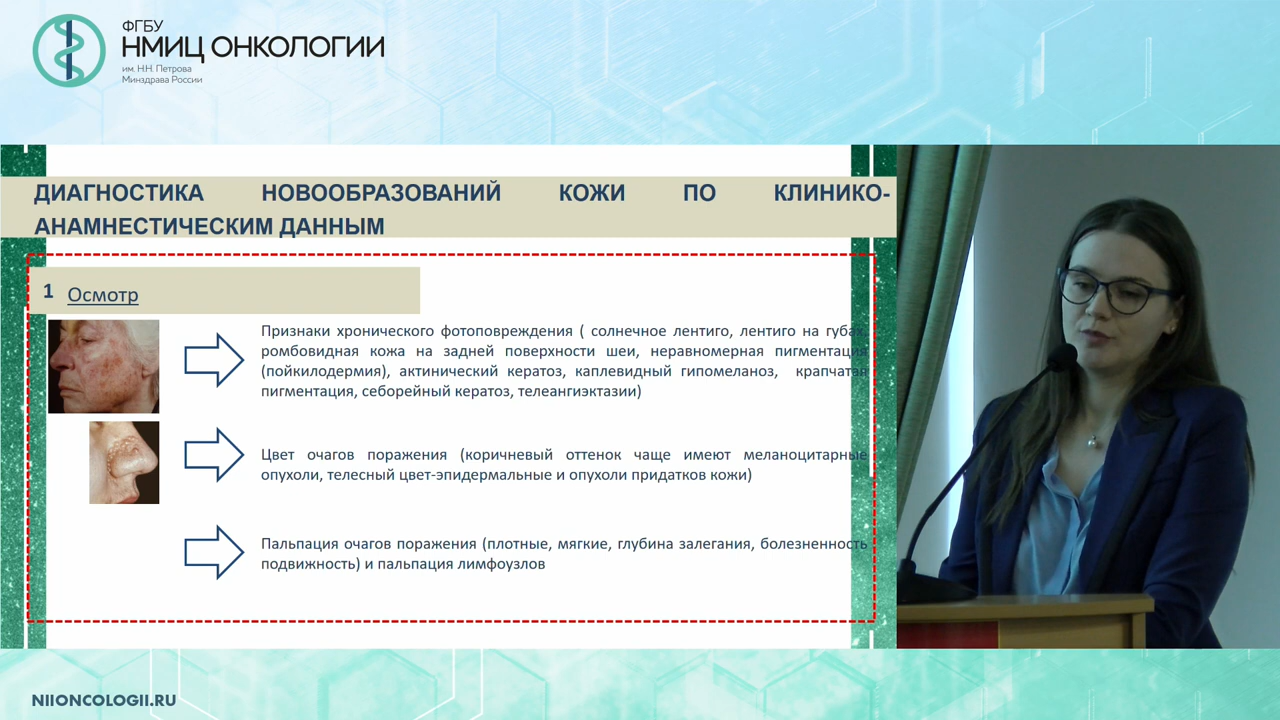 ФГБУ
НМИЦ ОНКОЛОГИИ
им. Н.Н. Петрова
Минздрава России
ДИАГНОСТИКА НОВООБРАЗОВАНИЙ КОЖИ ПО КЛИНИКО-
АНАМНЕСТИЧЕСКИМ ДАННЫМ
1 Осмотр
Признаки хронического фотоповреждения ( солнечное лентиго, лентиго на губах,
ромбовидная кожа на задней поверхности шеи, неравномерная пигментация
(пойкилодермия), актинический кератоз, каплевидный гипомеланоз, крапчатая
пигментация, себорейный кератоз, телеангиэктазии)
Цвет очагов поражения (коричневый оттенок чаще имеют меланоцитарные
опухоли, телесный цвет-эпидермальные и опухоли придатков кожи)
Пальпация очагов поражения (плотные, мягкие, глубина залегания, болезненность
подвижность) и пальпация лимфоузлов
NIIONCOLOGII.RU